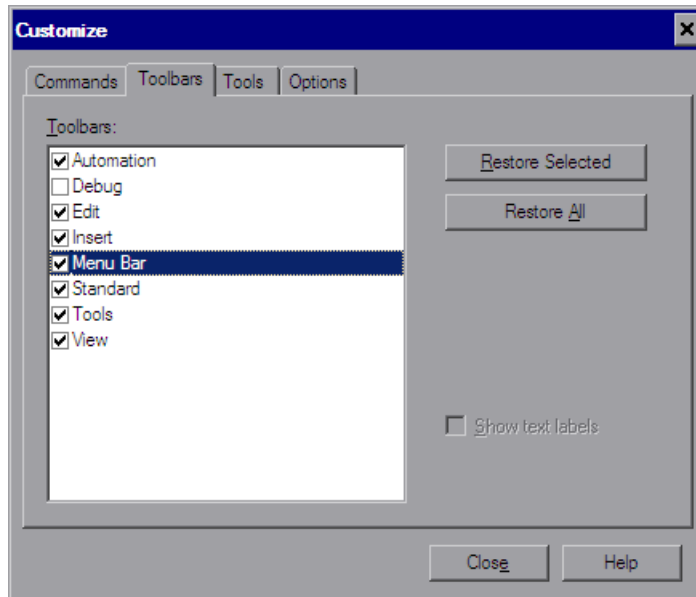 Customize
Commands Toolbars Tools Options
Toolbars:
Automation
Debug
Edit
Insert
Menu Bar
Standard
Tools
View
Restore Selected
Restore All
Show text labels
Close Help